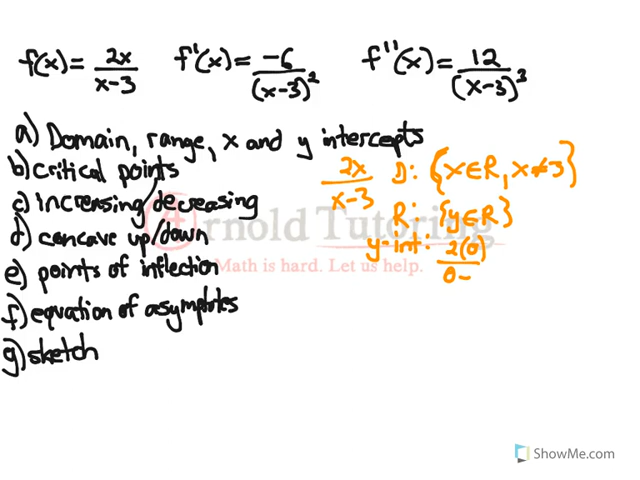 f(x) = 2x/(x-3) f'(x) = -6/(x-3)² f''(x) = 12/(x-3)³
a) Domain, range, x and y intercepts
b) critical points
2x/(x-3) D: {x∈R, x≠3}
c) increasing/decreasing
R: {y∈R}
rnold Tutoring
d) concave up/down
y-int: 2(0)/0-
e) points of inflection
Math is hard. Let us help.
f) equation of asymptotes
g) sketch
ShowMe.com